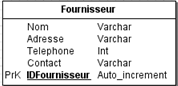 Fournisseur
Nom Varchar
Adresse Varchar
Telephone Int
Contact Varchar
PrK IDFournisseur Auto_increment